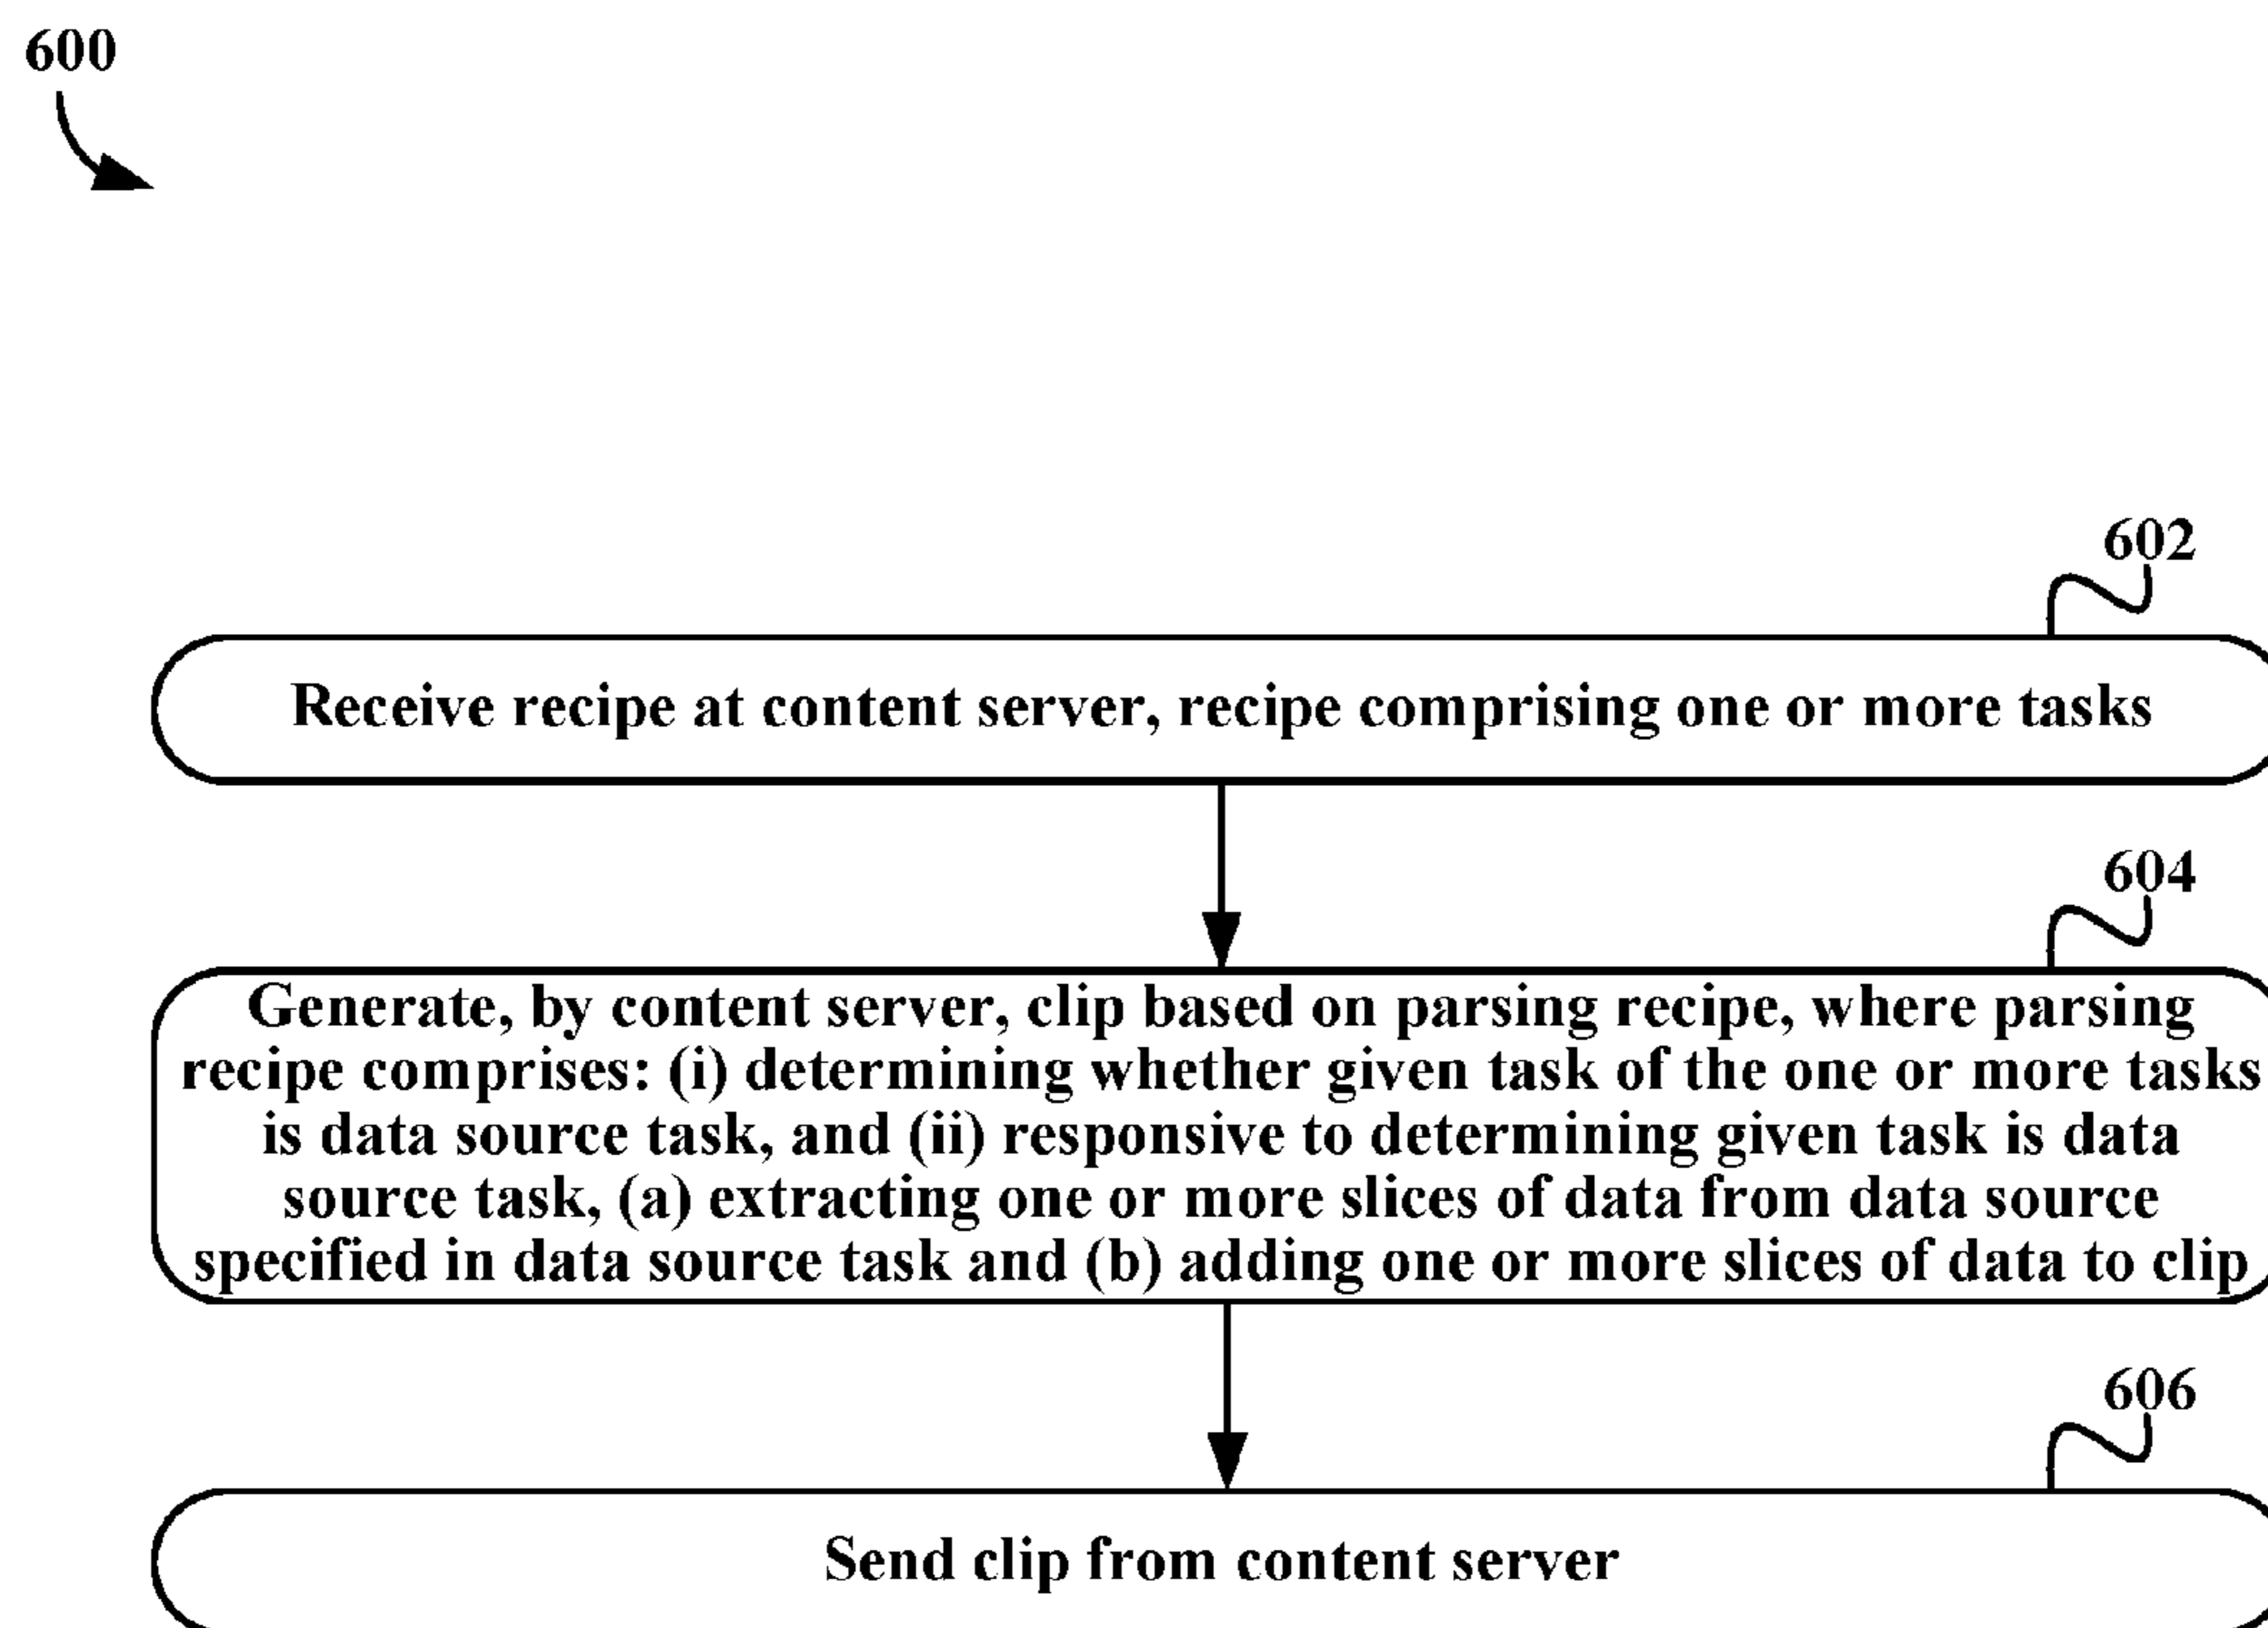 600
602
Receive recipe at content server, recipe comprising one or more tasks
604
Generate, by content server, clip based on parsing recipe, where parsing
recipe comprises: (i) determining whether given task of the one or more tasks
is data source task, and (ii) responsive to determining given task is data
source task, (a) extracting one or more slices of data from data source
specified in data source task and (b) adding one or more slices of data to clip
606
Send clip from content server